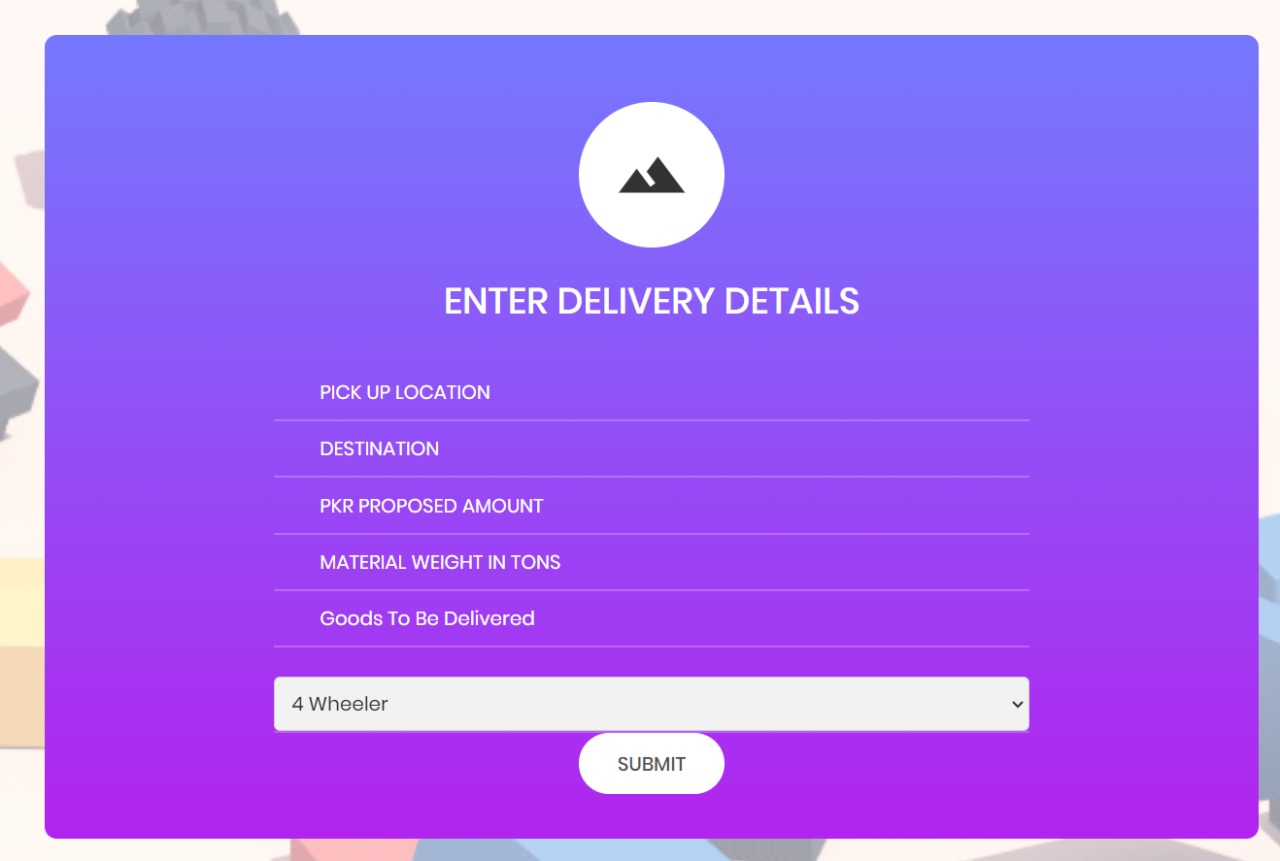 ENTER DELIVERY DETAILS
PICK UP LOCATION
DESTINATION
PKR PROPOSED AMOUNT
MATERIAL WEIGHT IN TONS
Goods To Be Delivered
4 Wheeler
SUBMIT